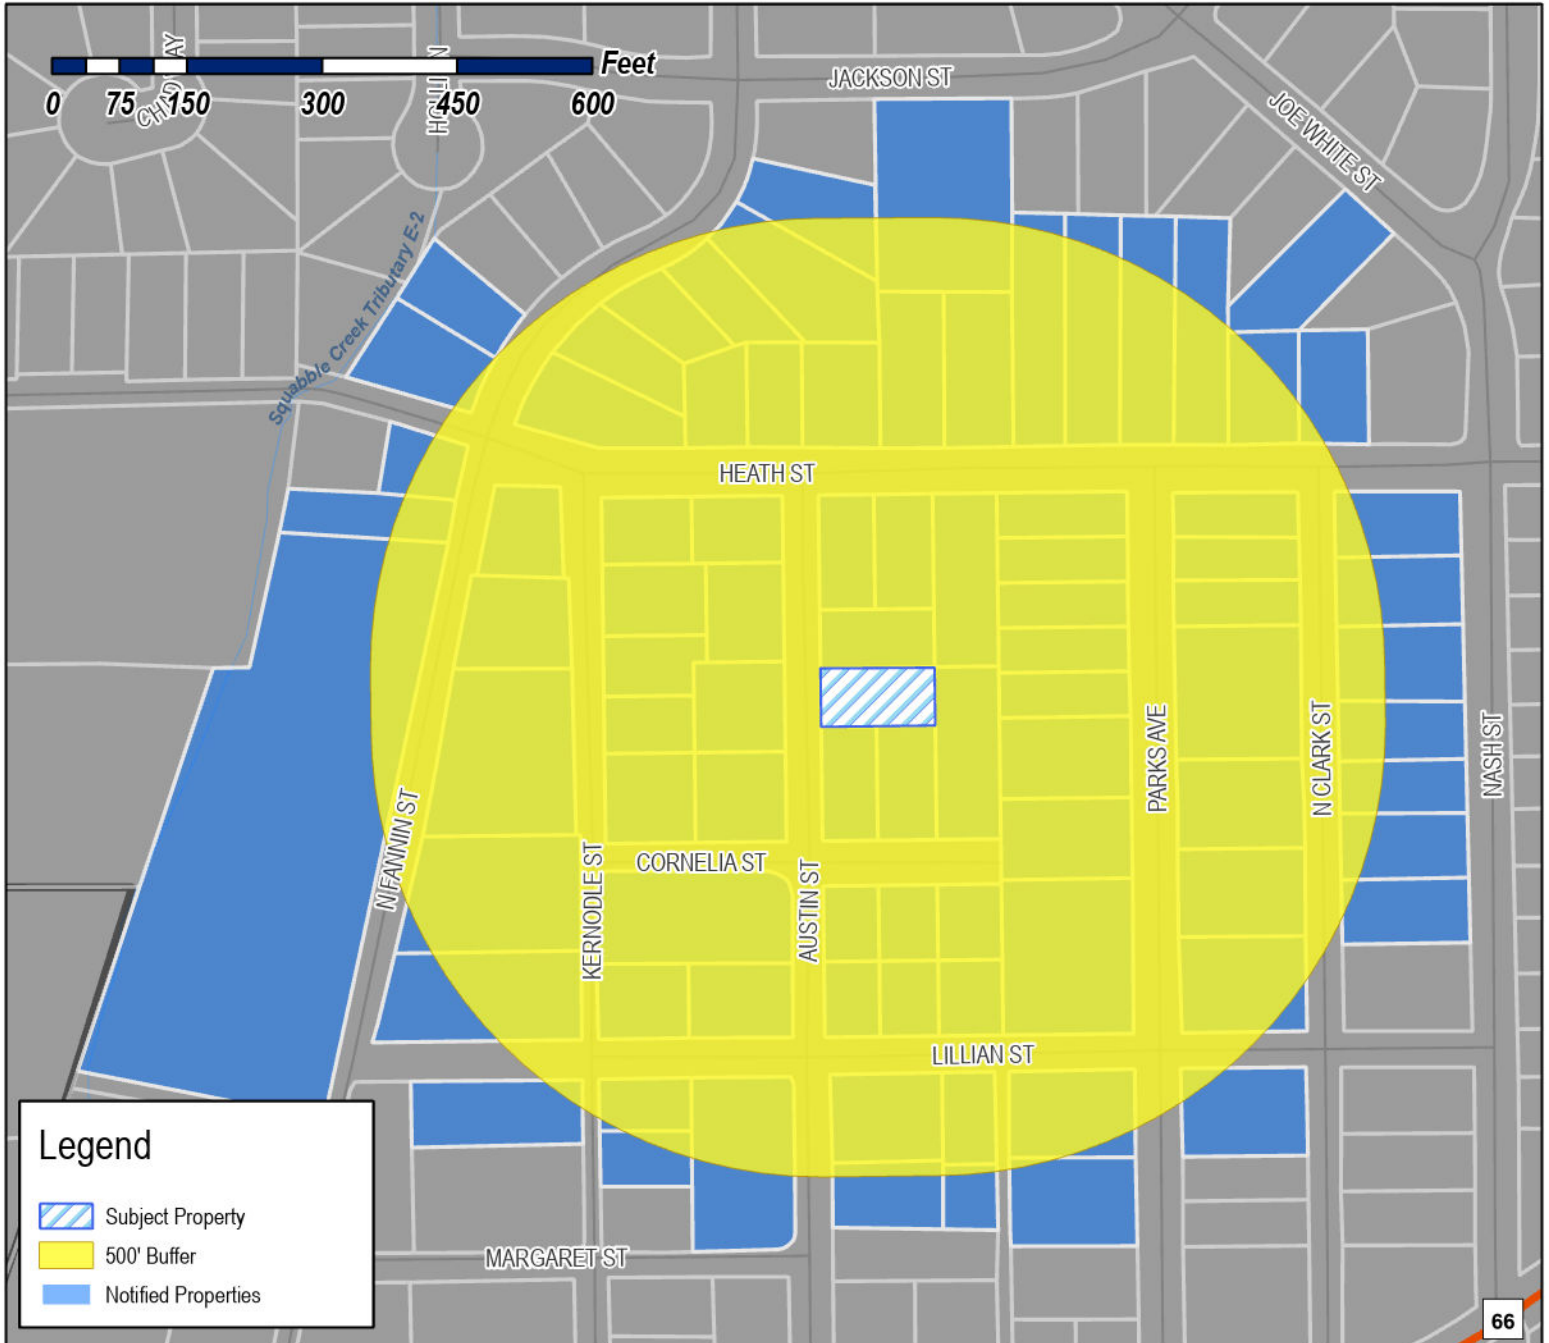 CHAD WAY
JACKSON ST
Feet
0 75 150 300 450 600
JOE WHITE ST
Squabble Creek Tributary E-2
HEATH ST
N FANNIN ST
KERNODLE ST
CORNELIA ST
AUSTIN ST
PARKS AVE
N CLARK ST
NASH ST
LILLIAN ST
MARGARET ST
Legend
Subject Property
500' Buffer
Notified Properties
66